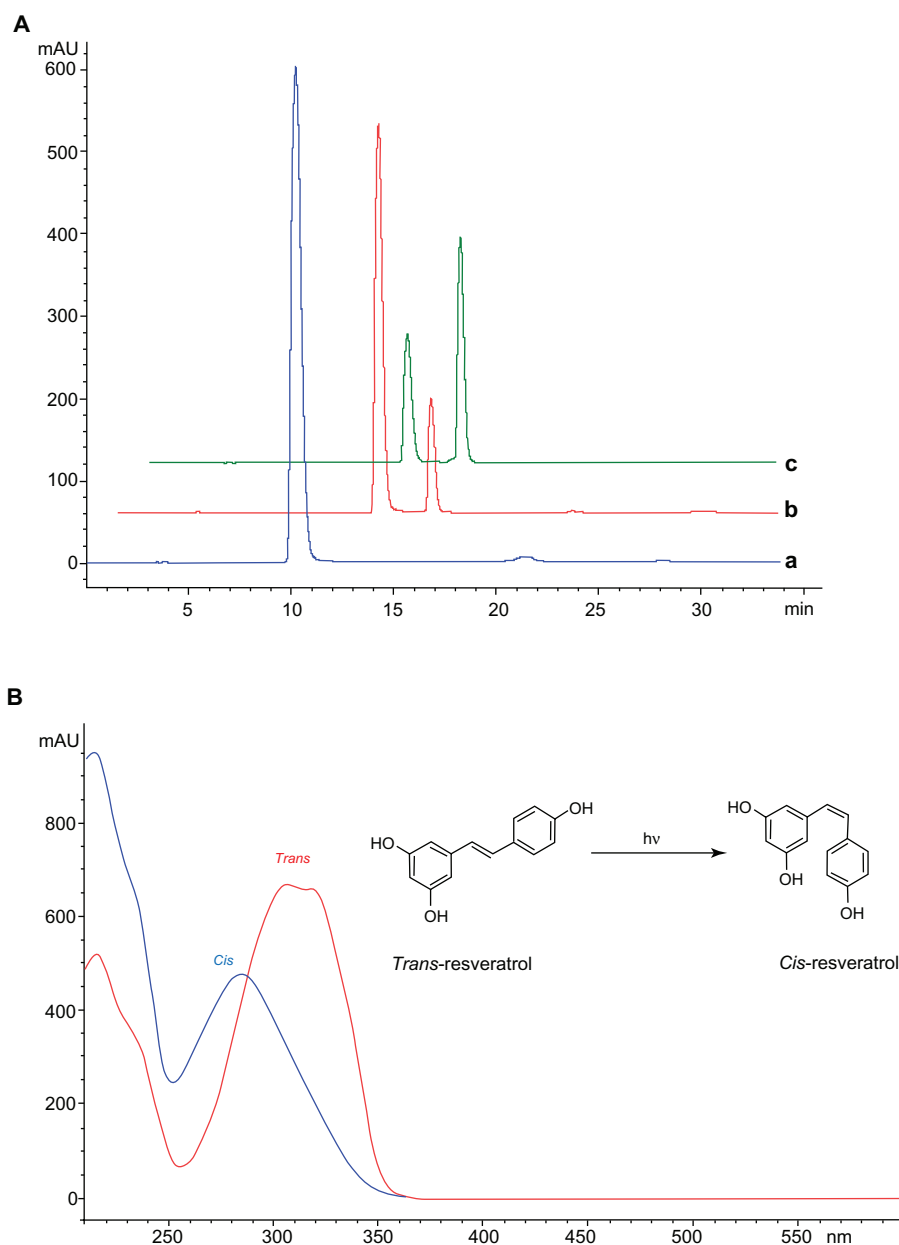 A
mAU
600
500
400
300
200
100
0
c
b
a
5 10 15 20 25 30 min
B
mAU
800
600
400
200
0
Cis
Trans
HO
OH
OH
hν
HO
OH
OH
Trans-resveratrol
Cis-resveratrol
250 300 350 400 450 500 550 nm